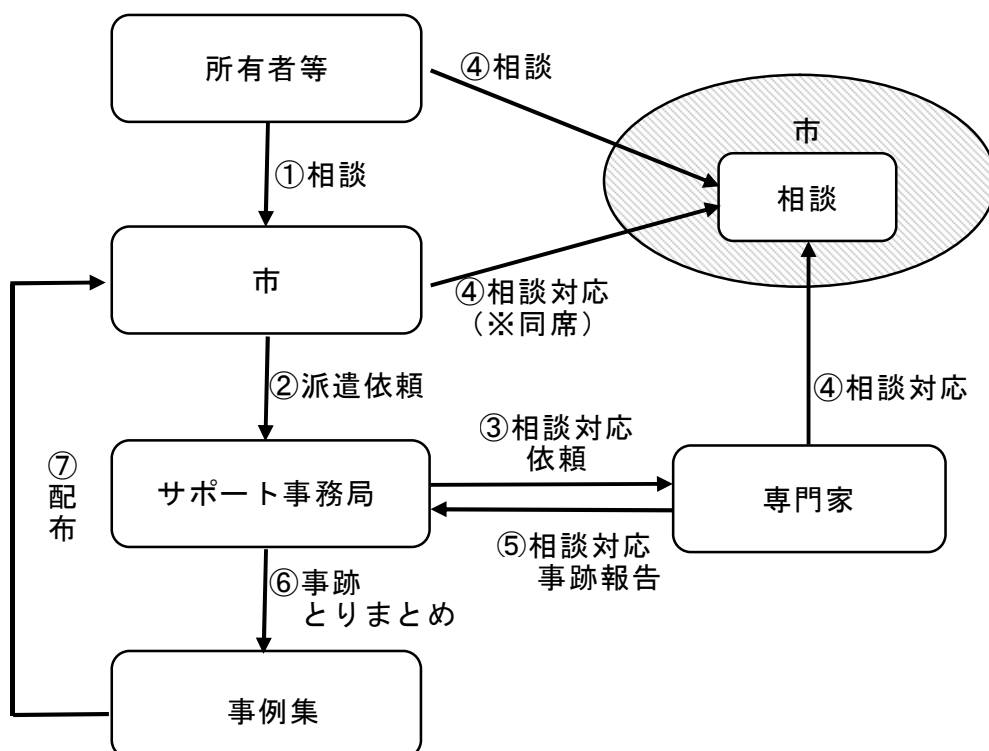 所有者等
④相談
市
相談
①相談
市
④相談対応
（※同席）
②派遣依頼
④相談対応
③相談対応
依頼
⑦
配
布
サポート事務局
専門家
⑤相談対応
事跡報告
⑥事跡
とりまとめ
事例集